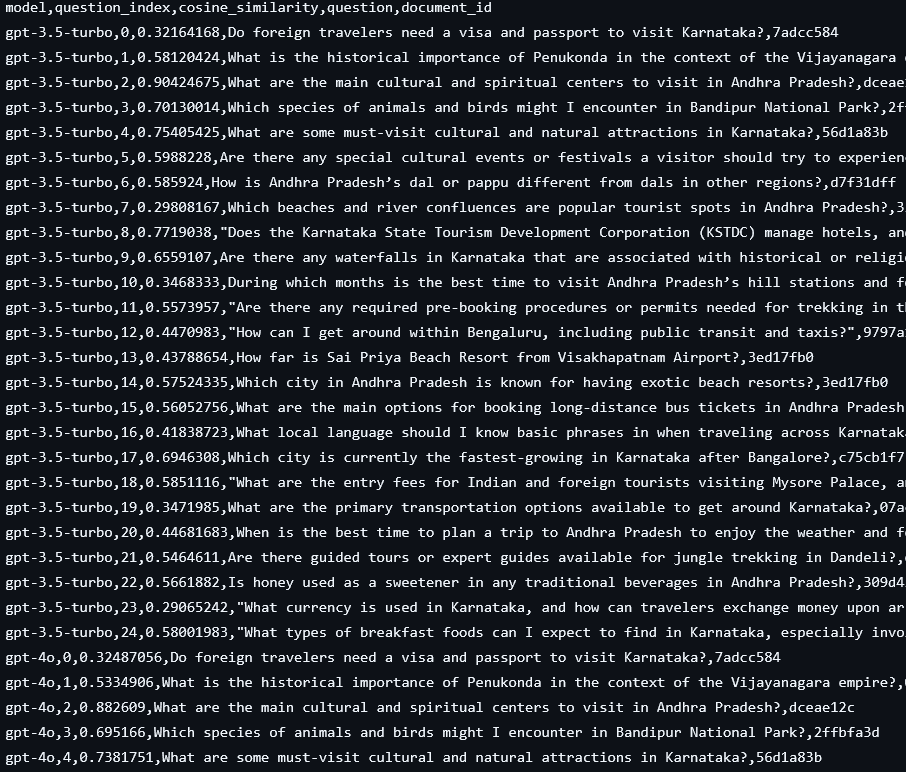 model,question_index,cosine_similarity,question,document_id
gpt-3.5-turbo,0,0.32164168,Do foreign travelers need a visa and passport to visit Karnataka?,7adcc584
gpt-3.5-turbo,1,0.58120424,What is the historical importance of Penukonda in the context of the Vijayanagara
gpt-3.5-turbo,2,0.90424675,What are the main cultural and spiritual centers to visit in Andhra Pradesh?,dceae
gpt-3.5-turbo,3,0.70130014,Which species of animals and birds might I encounter in Bandipur National Park?,2f
gpt-3.5-turbo,4,0.75405425,What are some must-visit cultural and natural attractions in Karnataka?,56d1a83b
gpt-3.5-turbo,5,0.5988228,Are there any special cultural events or festivals a visitor should try to experien
gpt-3.5-turbo,6,0.585924,How is Andhra Pradesh’s dal or pappu different from dals in other regions?,d7f31dff
gpt-3.5-turbo,7,0.29808167,Which beaches and river confluences are popular tourist spots in Andhra Pradesh?,3
gpt-3.5-turbo,8,0.7719038,"Does the Karnataka State Tourism Development Corporation (KSTDC) manage hotels, an
gpt-3.5-turbo,9,0.6559107,Are there any waterfalls in Karnataka that are associated with historical or religi
gpt-3.5-turbo,10,0.3468333,During which months is the best time to visit Andhra Pradesh’s hill stations and f
gpt-3.5-turbo,11,0.5573957,"Are there any required pre-booking procedures or permits needed for trekking in t
gpt-3.5-turbo,12,0.4470983,"How can I get around within Bengaluru, including public transit and taxis?",9797a
gpt-3.5-turbo,13,0.43788654,How far is Sai Priya Beach Resort from Visakhapatnam Airport?,3ed17fb0
gpt-3.5-turbo,14,0.57524335,Which city in Andhra Pradesh is known for having exotic beach resorts?,3ed17fb0
gpt-3.5-turbo,15,0.56052756,What are the main options for booking long-distance bus tickets in Andhra Pradesh
gpt-3.5-turbo,16,0.41838723,What local language should I know basic phrases in when traveling across Karnatak
gpt-3.5-turbo,17,0.6946308,Which city is currently the fastest-growing in Karnataka after Bangalore?,c75cb1f7
gpt-3.5-turbo,18,0.5851116,"What are the entry fees for Indian and foreign tourists visiting Mysore Palace, a
gpt-3.5-turbo,19,0.3471985,What are the primary transportation options available to get around Karnataka?,07a
gpt-3.5-turbo,20,0.44681683,When is the best time to plan a trip to Andhra Pradesh to enjoy the weather and f
gpt-3.5-turbo,21,0.5464611,Are there guided tours or expert guides available for jungle trekking in Dandeli?,
gpt-3.5-turbo,22,0.5661882,Is honey used as a sweetener in any traditional beverages in Andhra Pradesh?,309d4
gpt-3.5-turbo,23,0.29065242,"What currency is used in Karnataka, and how can travelers exchange money upon ar
gpt-3.5-turbo,24,0.58001983,"What types of breakfast foods can I expect to find in Karnataka, especially invo
gpt-4o,0,0.32487056,Do foreign travelers need a visa and passport to visit Karnataka?,7adcc584
gpt-4o,1,0.5334906,What is the historical importance of Penukonda in the context of the Vijayanagara empire?,
gpt-4o,2,0.882609,What are the main cultural and spiritual centers to visit in Andhra Pradesh?,dceae12c
gpt-4o,3,0.695166,Which species of animals and birds might I encounter in Bandipur National Park?,2ffbfa3d
gpt-4o,4,0.7381751,What are some must-visit cultural and natural attractions in Karnataka?,56d1a83b